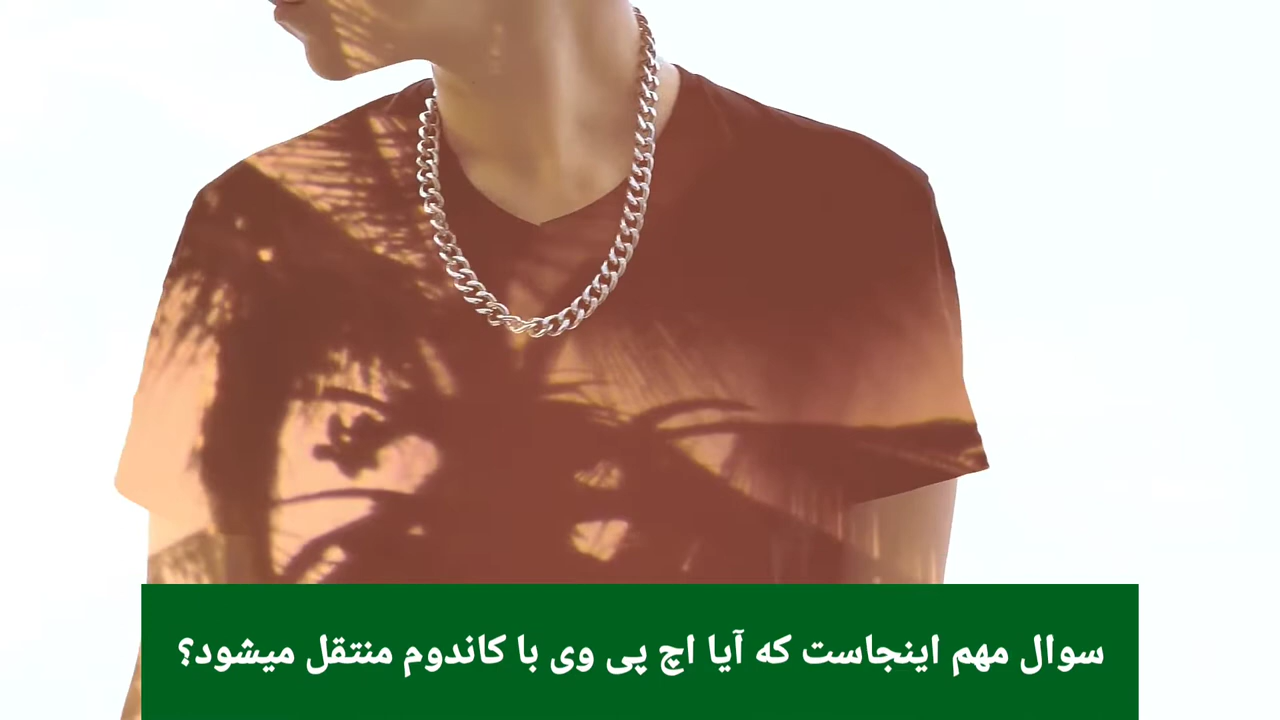 سوال مهم اینجاست که آیا اچ پی وی با کاندوم منتقل میشود؟